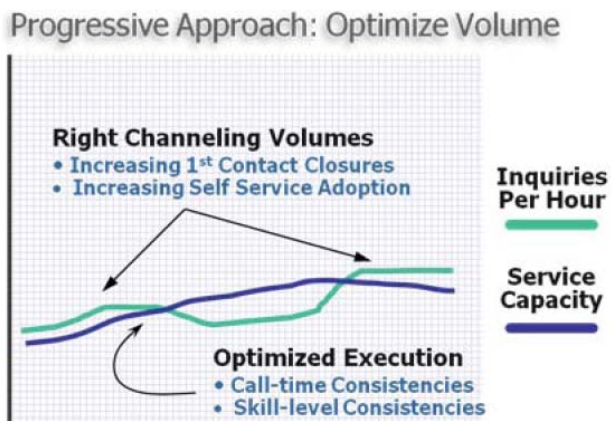 Progressive Approach: Optimize Volume
Right Channeling Volumes
• Increasing 1st Contact Closures
• Increasing Self Service Adoption
Inquiries
Per Hour
Service
Capacity
Optimized Execution
• Call-time Consistencies
• Skill-level Consistencies